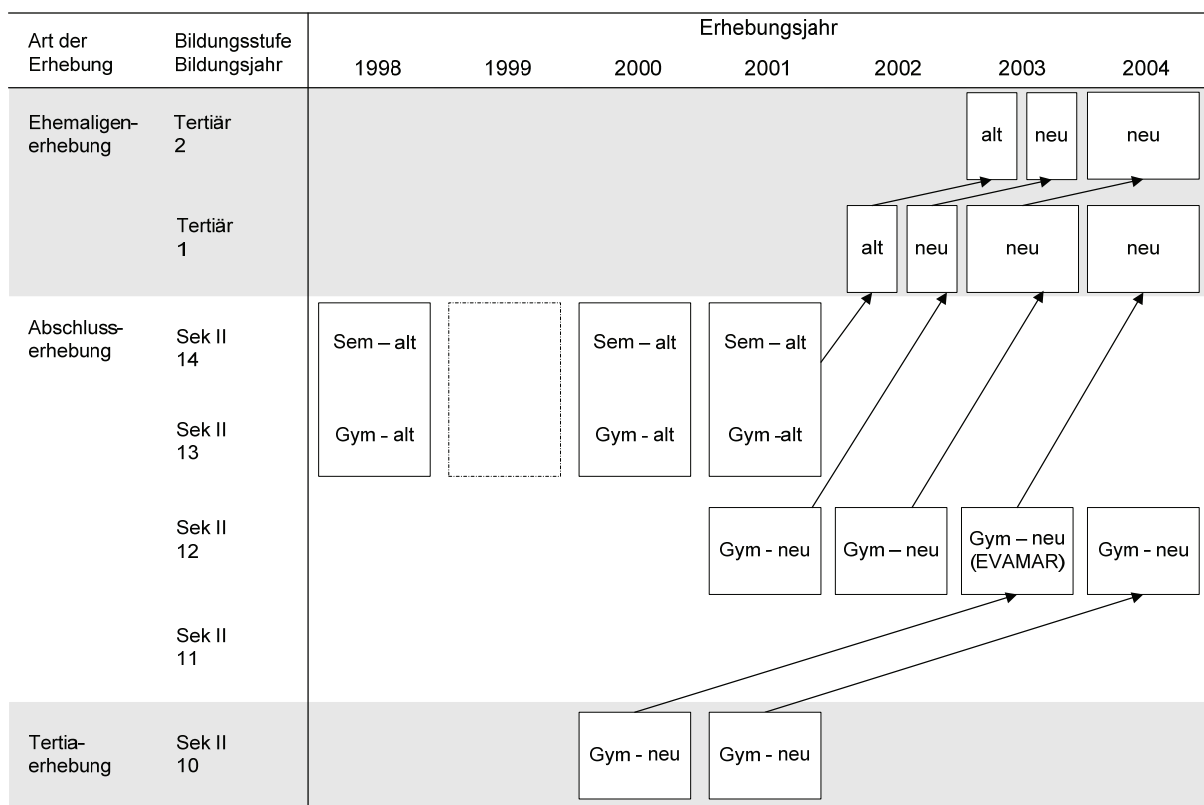 Erhebungsjahr
Art der Erhebung
Bildungsstufe Bildungsjahr
1998 1999 2000 2001 2002 2003 2004
Ehemaligen-
erhebung
Tertiär
2
alt neu neu
Tertiär
1
alt neu neu neu
Abschluss-
erhebung
Sek II
14
Sem – alt Sem – alt Sem – alt
Sek II
13
Gym - alt Gym - alt Gym -alt
Sek II
12
Gym - neu Gym – neu Gym – neu
(EVAMAR)
Gym - neu
Sek II
11
Tertia-
erhebung
Sek II
10
Gym - neu Gym - neu